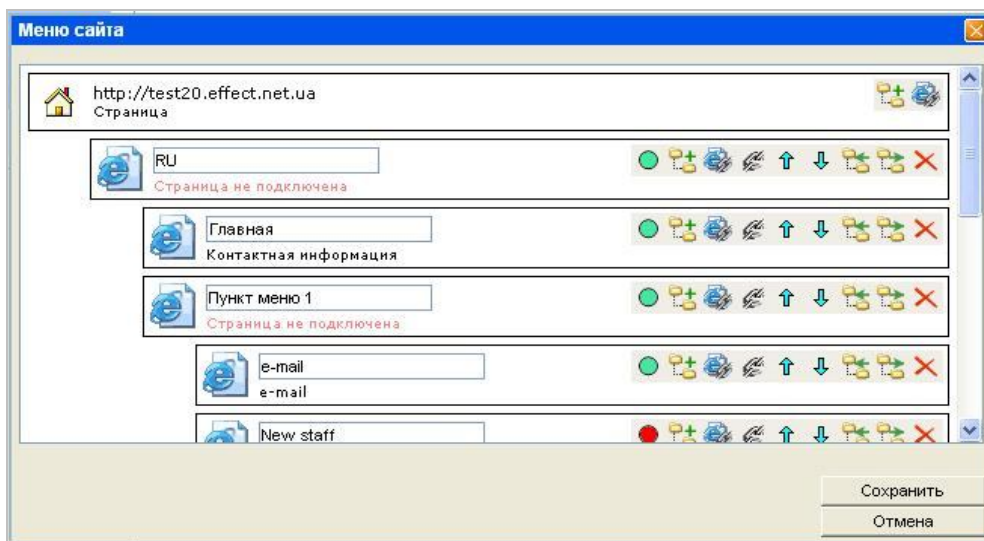 Меню сайта
http://test20.effect.net.ua
Страница
RU
Страница не подключена
Главная
Контактная информация
Пункт меню 1
Страница не подключена
e-mail
e-mail
New staff
Сохранить
Отмена